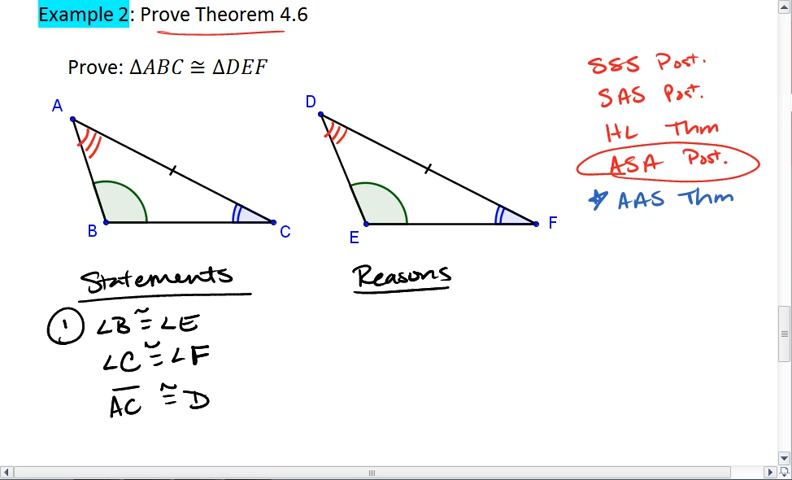 Example 2: Prove Theorem 4.6
Prove: ΔABC ≅ ΔDEF
SSS Post.
SAS Post.
HL Thm
ASA Post.
AAS Thm
A
B
C
D
E
F
Statements
Reasons
1 ∠B ≅ ∠E
∠C ≅ ∠F
A̅C̅ ≅ D